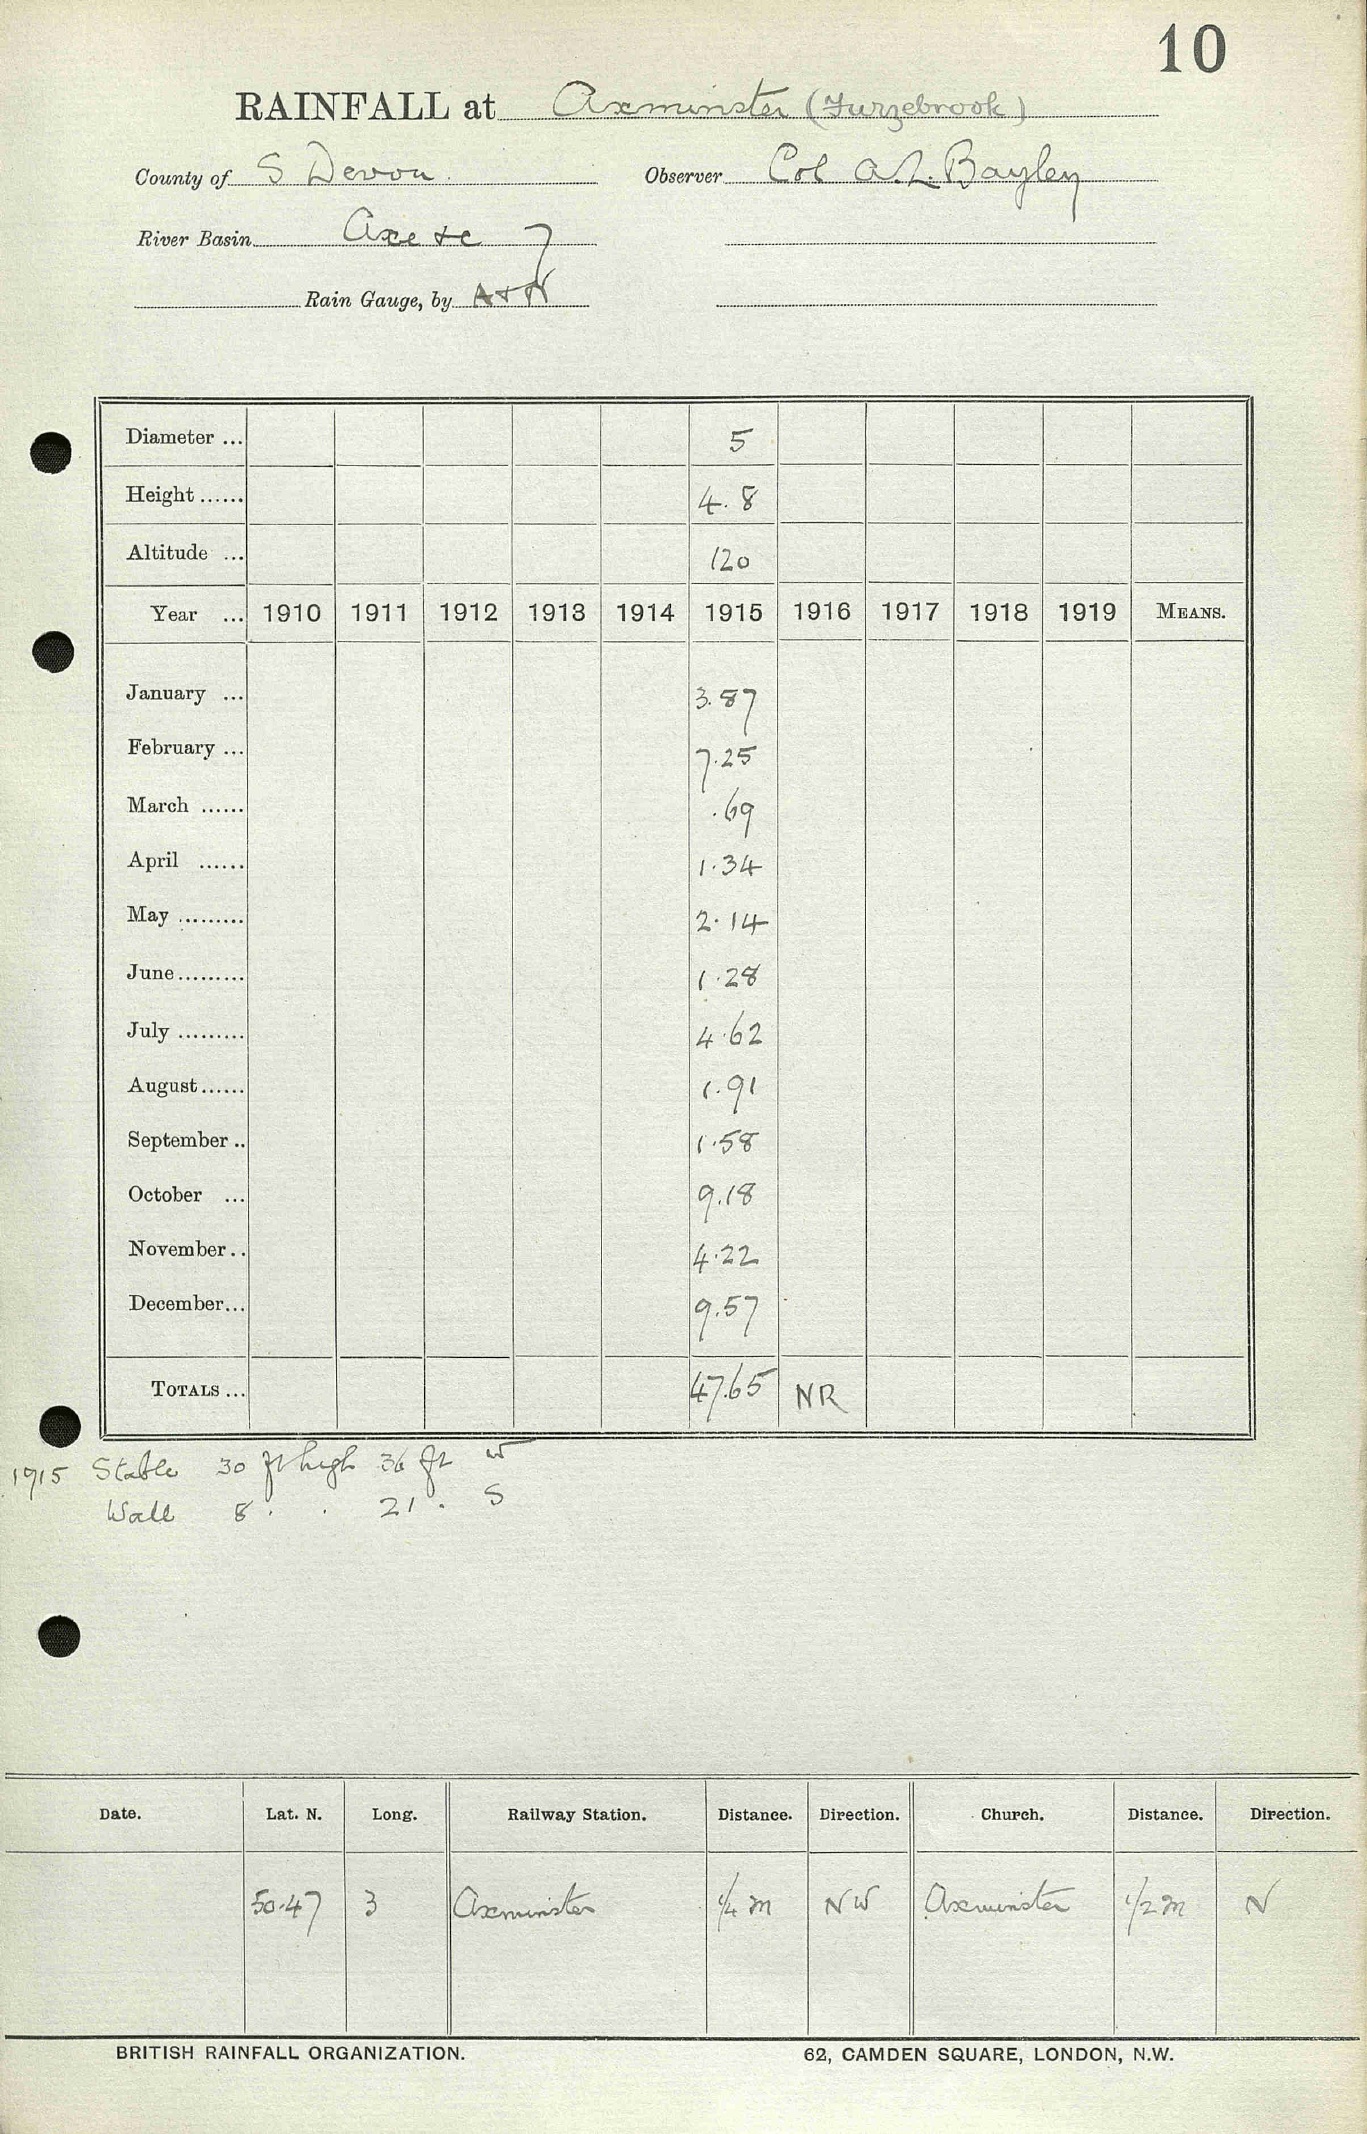 10
RAINFALL at Axminster (Furzebrook)
County of S Devon. Observer Col A.L. Bayley
River Basin Axe &c 7
Rain Gauge, by A+N
Diameter ... 5
Height ...... 4.8
Altitude ... 120
Year ... 1910 1911 1912 1913 1914 1915 1916 1917 1918 1919 MEANS.
January ... 3.87
February ... 7.25
March ...... .69
April ...... 1.34
May ......... 2.14
June ......... 1.28
July ......... 4.62
August ...... 1.91
September .. 1.58
October ... 9.18
November .. 4.22
December... 9.57
TOTALS ... 47.65 NR
1915 Stable 30 ft high 36 ft W
Wall 8 . . 21 . S
Date. Lat. N. Long. Railway Station. Distance. Direction. Church. Distance. Direction.
50.47 3 Axminster 1/4 m NW Axminster 1/2 m N
BRITISH RAINFALL ORGANIZATION. 62, CAMDEN SQUARE, LONDON, N.W.